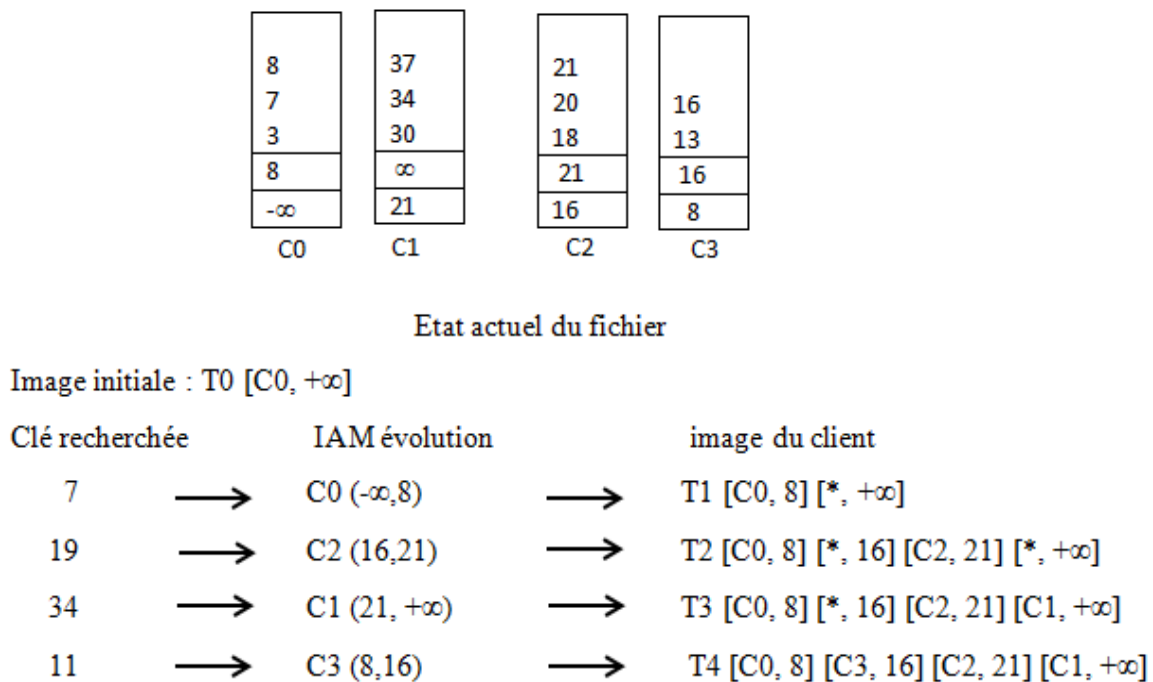 8 37 21
7 34 20 16
3 30 18 13
8 ∞ 21 16
-∞ 21 16 8
C0 C1 C2 C3
Etat actuel du fichier
Image initiale : T0 [C0, +∞]
Clé recherchée IAM évolution image du client
7 → C0 (-∞,8) → T1 [C0, 8] [*, +∞]
19 → C2 (16,21) → T2 [C0, 8] [*, 16] [C2, 21] [*, +∞]
34 → C1 (21, +∞) → T3 [C0, 8] [*, 16] [C2, 21] [C1, +∞]
11 → C3 (8,16) → T4 [C0, 8] [C3, 16] [C2, 21] [C1, +∞]